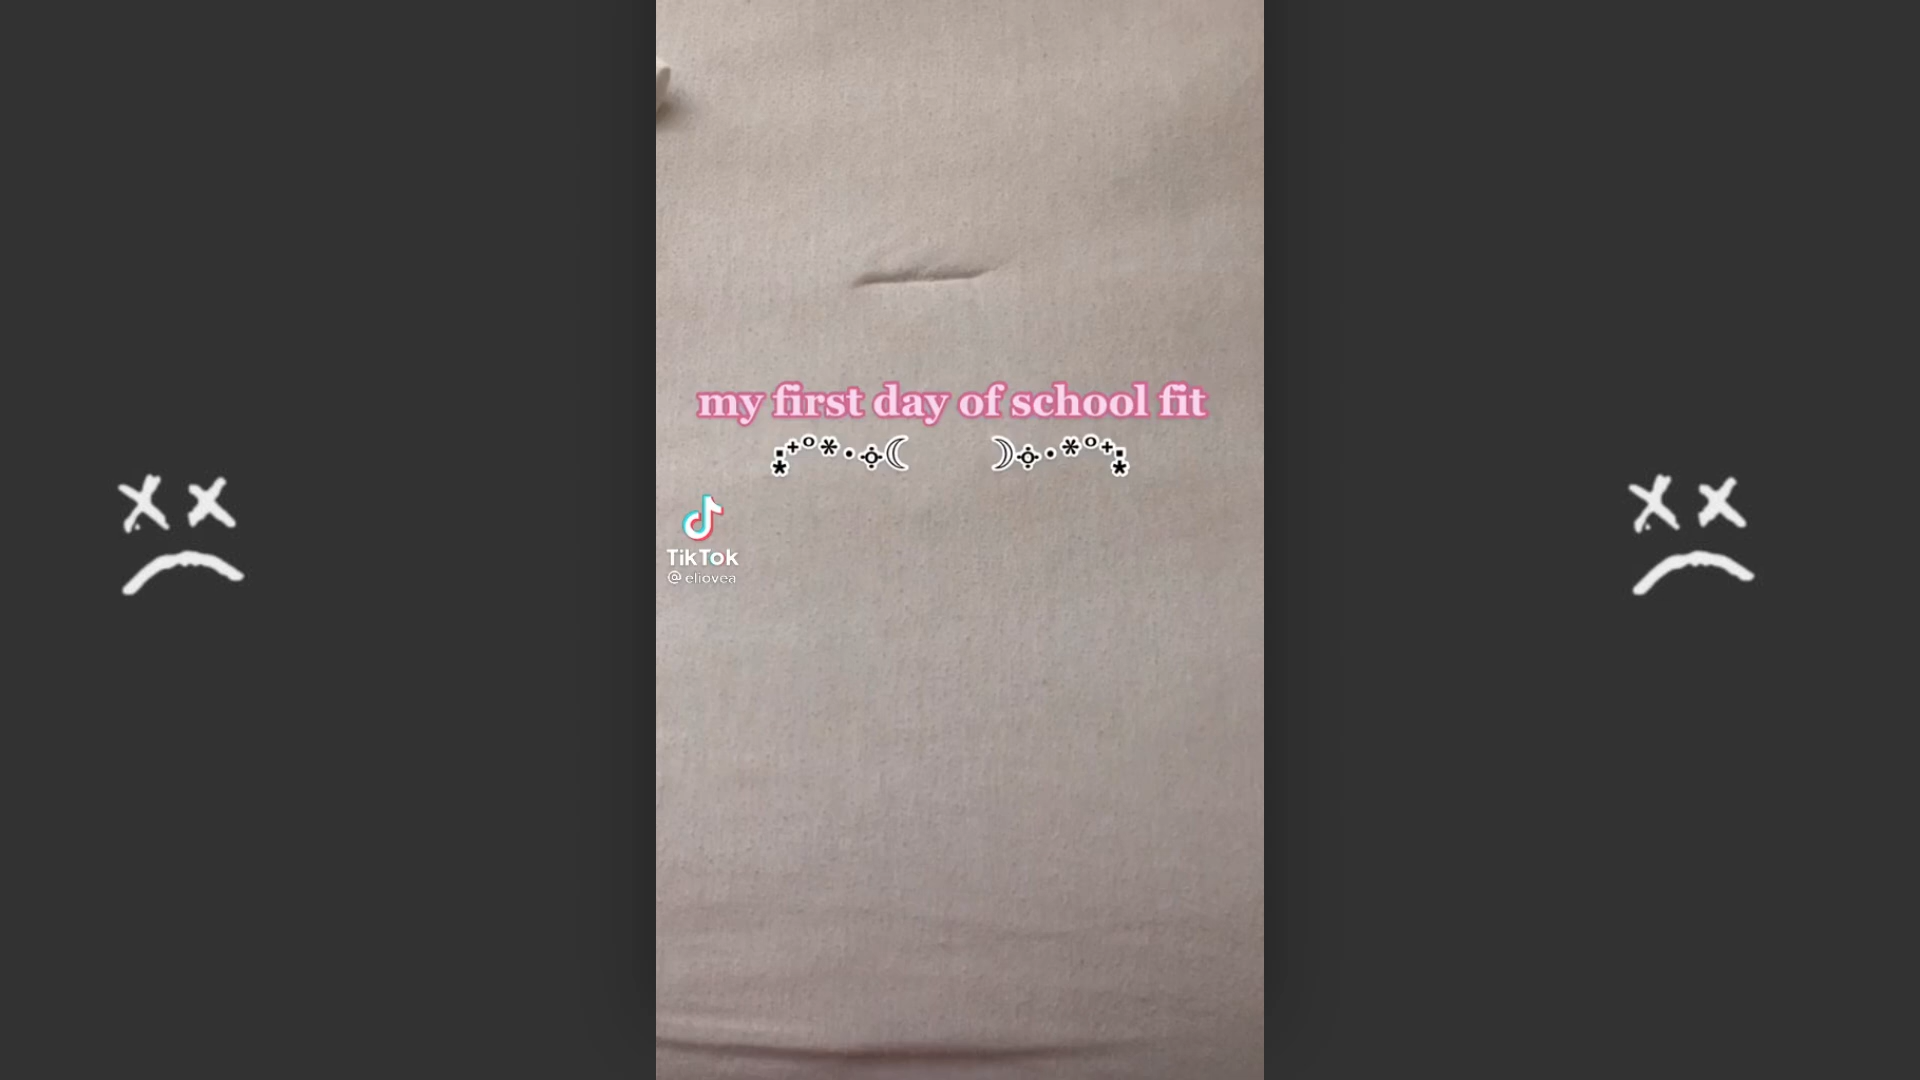 my first day of school fit
⁑⁺°*•༓☾ ☽༓•*°⁺⁑
TikTok
@eliovea